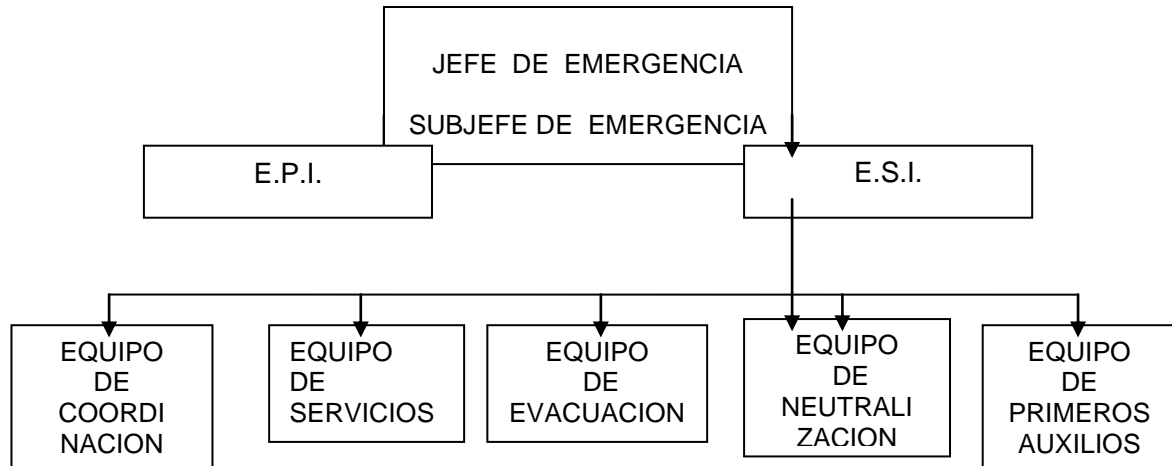 JEFE DE EMERGENCIA
SUBJEFE DE EMERGENCIA
E.P.I.
E.S.I.
EQUIPO
DE
COORDI
NACION
EQUIPO
DE
SERVICIOS
EQUIPO
DE
EVACUACION
EQUIPO
DE
NEUTRALI
ZACION
EQUIPO
DE
PRIMEROS
AUXILIOS